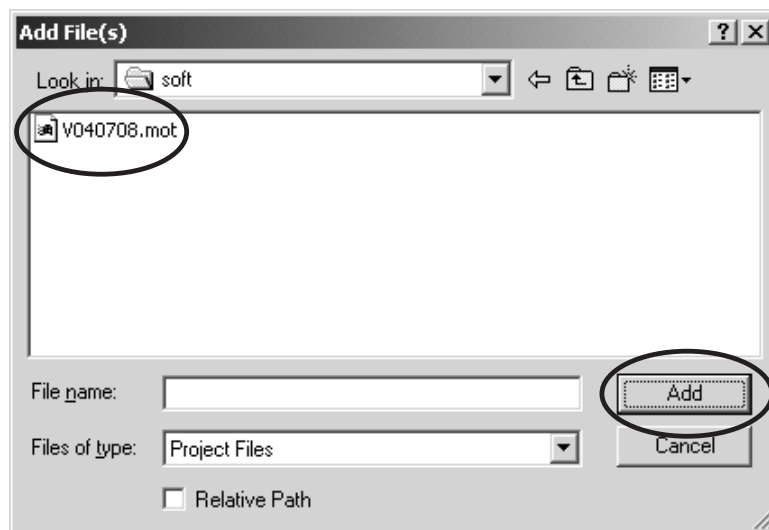 Add File(s)
Look in: soft
V040708.mot
File name: Add
Files of type: Project Files Cancel
Relative Path